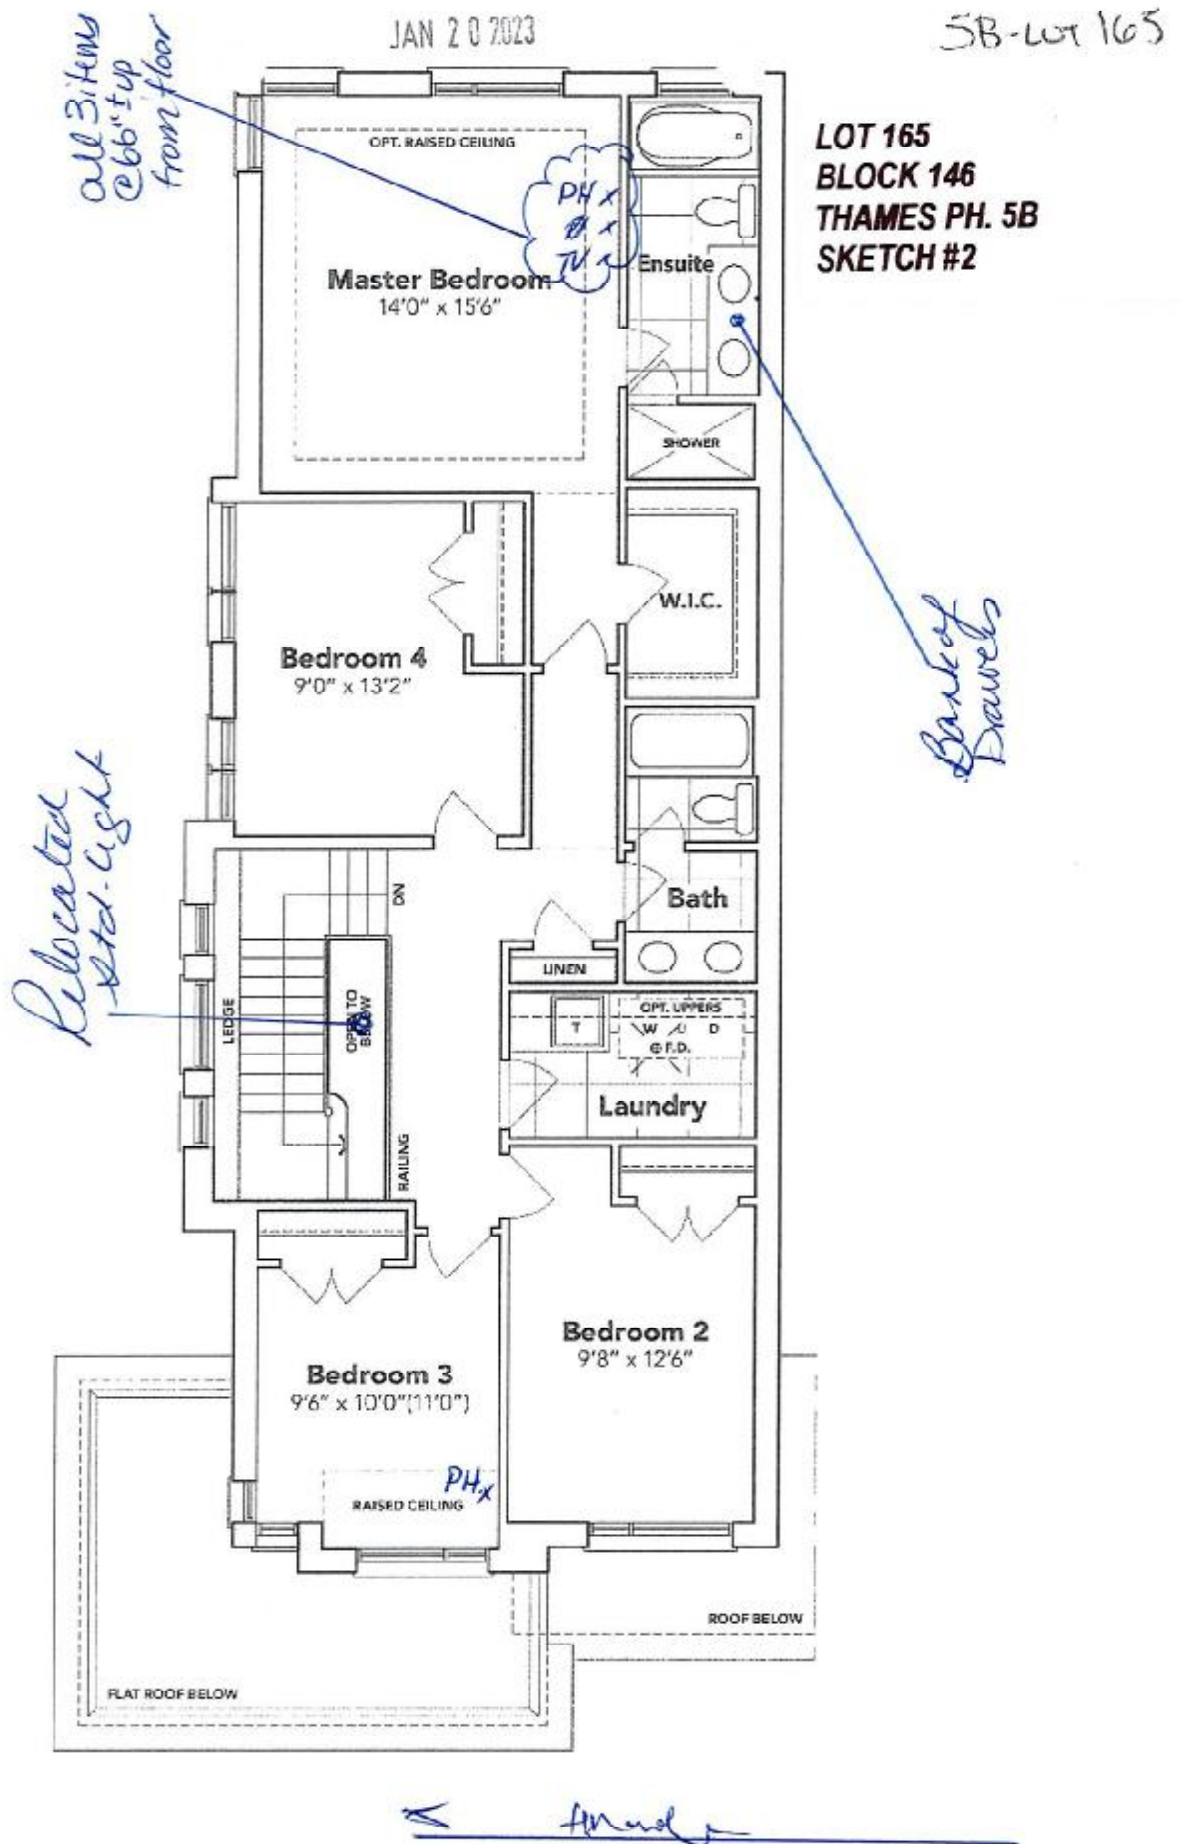 JAN 20 2023
5B-LOT 165
all 3 items
@66"± up
from floor
LOT 165
BLOCK 146
THAMES PH. 5B
SKETCH #2
OPT. RAISED CEILING
PH x
x
TV x
Master Bedroom
14'0" x 15'6"
Ensuite
SHOWER
W.I.C.
Bank of
Drawers
Bedroom 4
9'0" x 13'2"
Relocated
std. light
DN
Bath
LINEN
LEDGE
OPEN TO
BELOW
OPT. UPPERS
T
W
D
F.D.
Laundry
RAILING
Bedroom 2
9'8" x 12'6"
Bedroom 3
9'6" x 10'0"(11'0")
PH x
RAISED CEILING
ROOF BELOW
FLAT ROOF BELOW